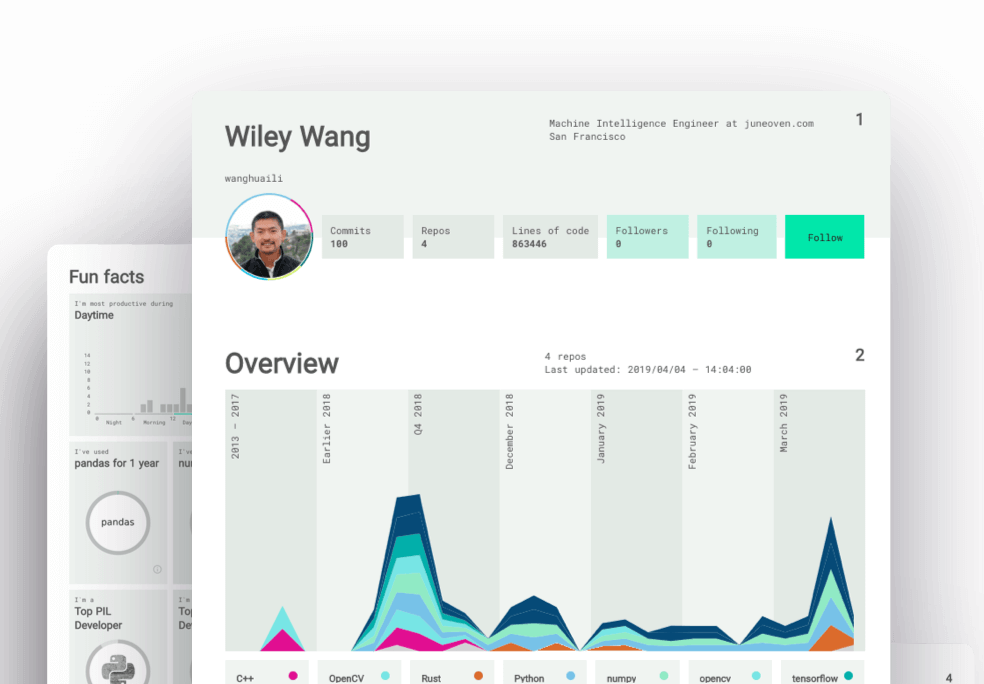 Wiley Wang
Machine Intelligence Engineer at juneoven.com
San Francisco
1
wanghuaili
Commits
100
Repos
4
Lines of code
863446
Followers
0
Following
0
Follow
Fun facts
I'm most productive during
Daytime
14
12
10
8
6
4
2
0
0
6
12
Night
Morning
Day
I've used
pandas for 1 year
pandas
I'm a
Top PIL
Developer
I'v
nu
I'm
To
De
Overview
4 repos
Last updated: 2019/04/04 – 14:04:00
2
2013 – 2017
Earlier 2018
Q4 2018
December 2018
January 2019
February 2019
March 2019
C++
OpenCV
Rust
Python
numpy
opencv
tensorflow
4